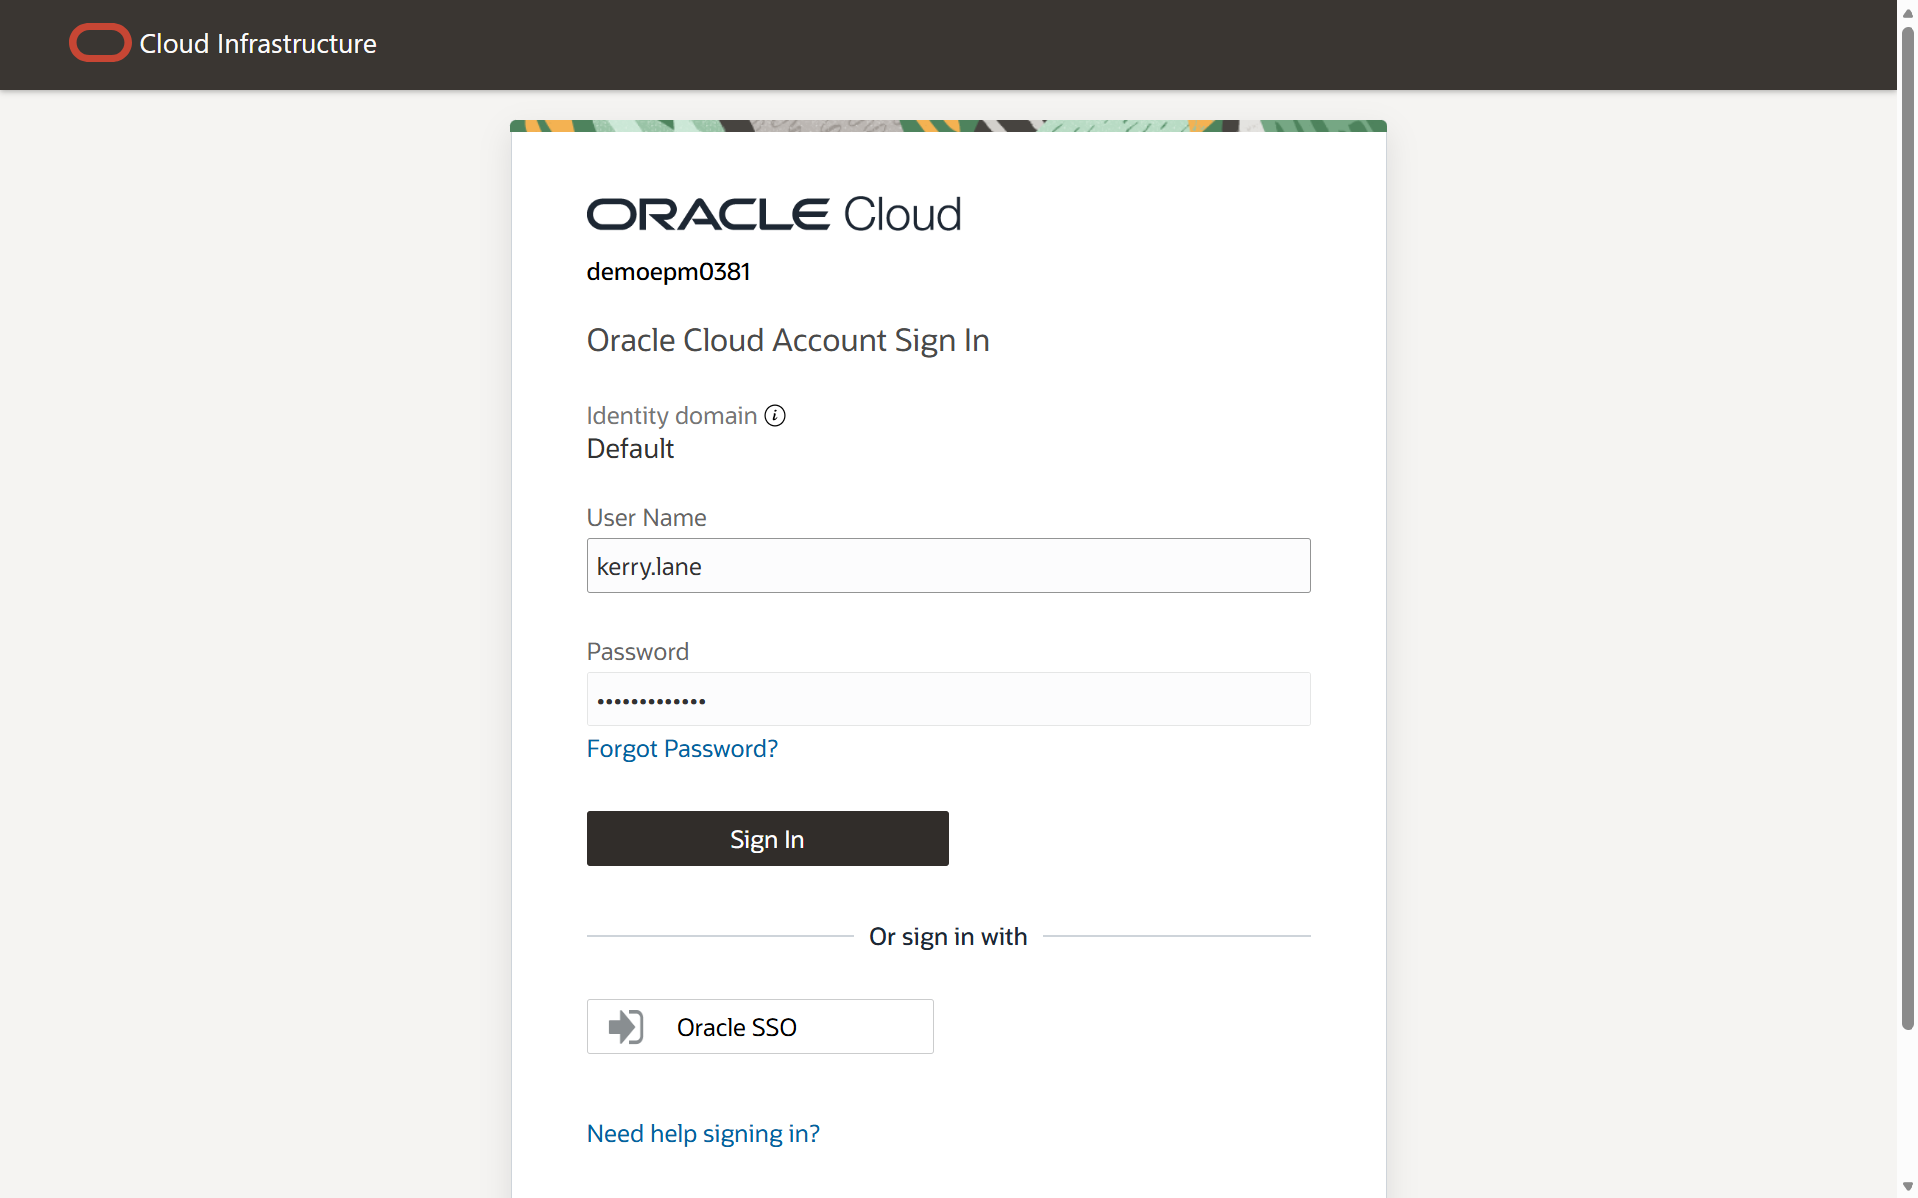 Cloud Infrastructure
ORACLE Cloud
demoepm0381
Oracle Cloud Account Sign In
Identity domain
Default
User Name
kerry.lane
Password
•••••••••••••
Forgot Password?
Sign In
Or sign in with
Oracle SSO
Need help signing in?